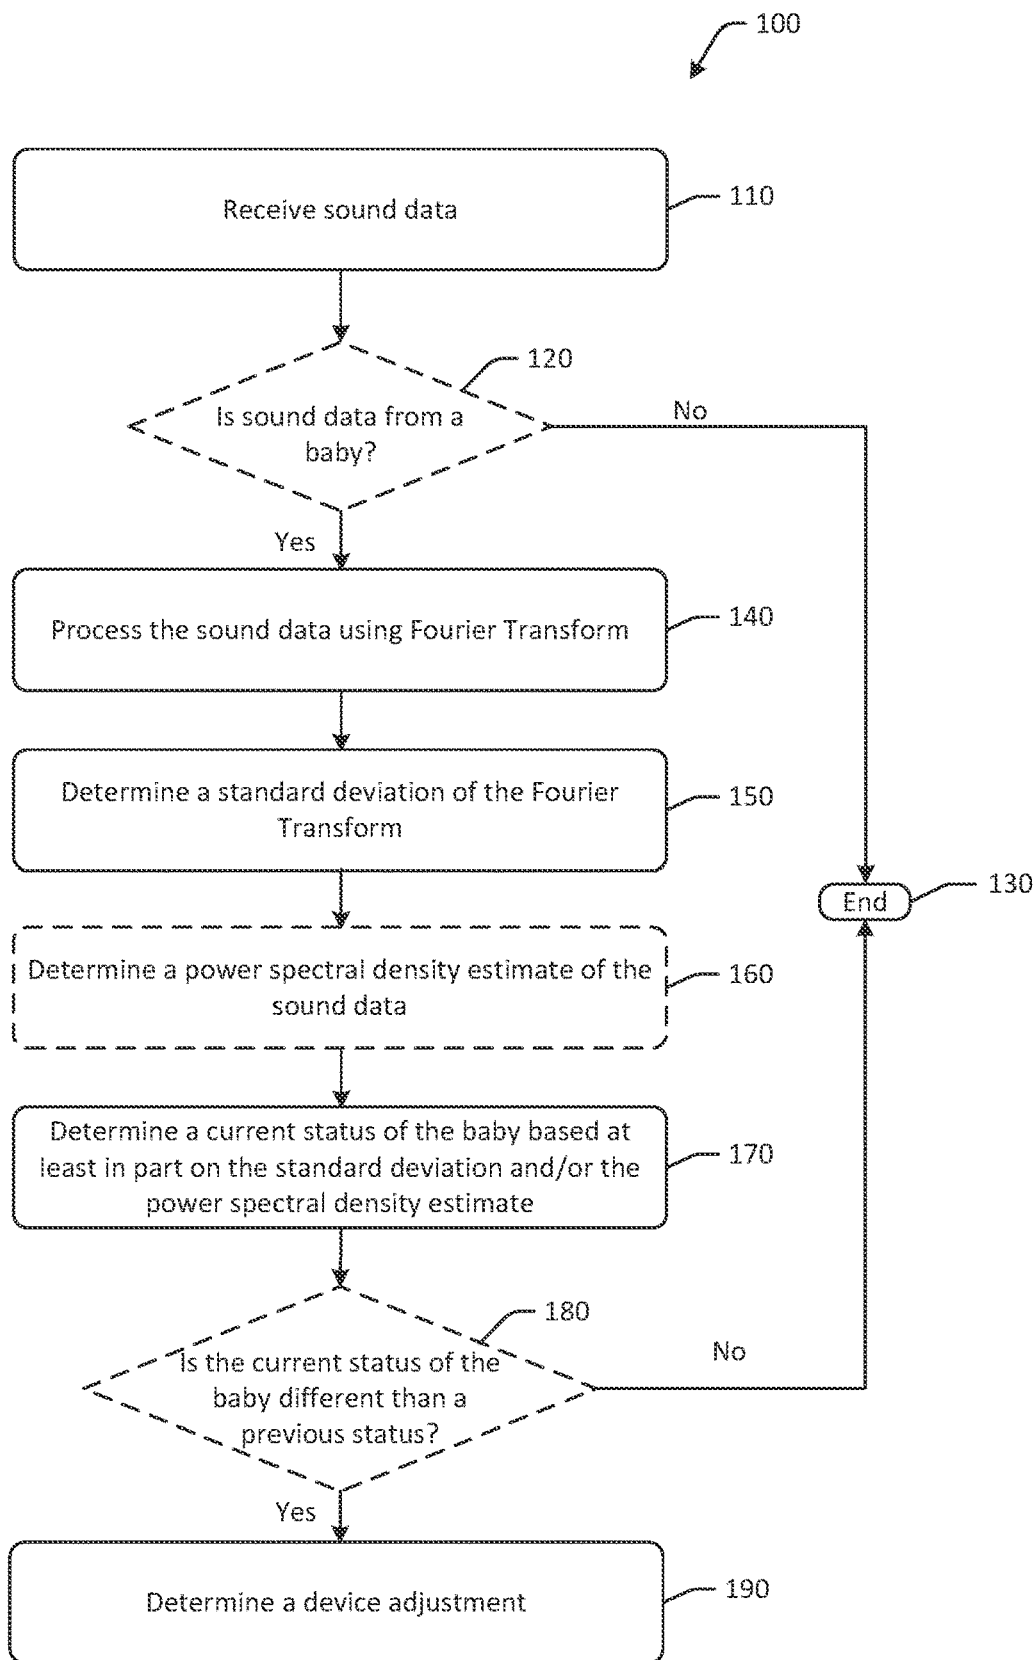 100
Receive sound data
110
120
Is sound data from a
baby?
No
Yes
Process the sound data using Fourier Transform
140
Determine a standard deviation of the Fourier
Transform
150
End
130
Determine a power spectral density estimate of the
sound data
160
Determine a current status of the baby based at
least in part on the standard deviation and/or the
power spectral density estimate
170
180
Is the current status of the
baby different than a
previous status?
No
Yes
Determine a device adjustment
190